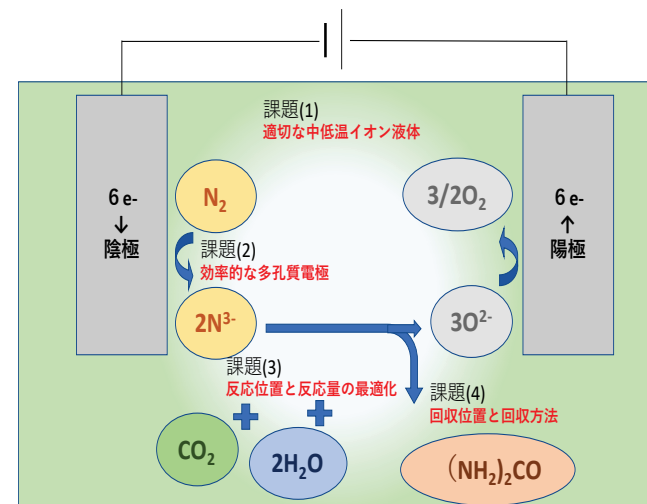 課題(1)
適切な中低温イオン液体
6 e-
↓
陰極
N₂
3/2O₂
6 e-
↑
陽極
課題(2)
効率的な多孔質電極
2N³⁻
3O²⁻
課題(3)
反応位置と反応量の最適化
課題(4)
回収位置と回収方法
CO₂
2H₂O
(NH₂)₂CO